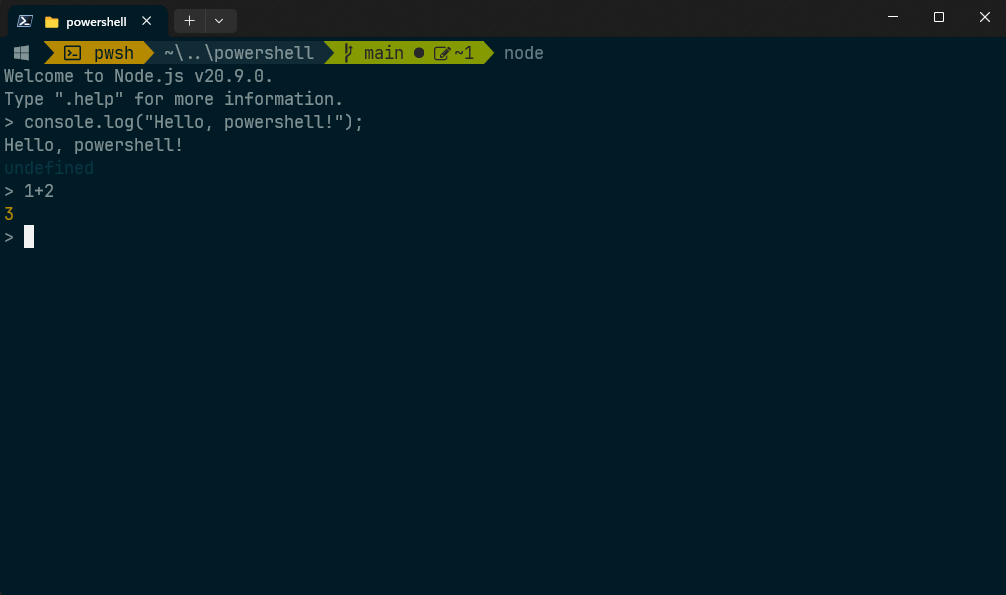 powershell
pwsh ~\..\powershell main ~1 node
Welcome to Node.js v20.9.0.
Type ".help" for more information.
> console.log("Hello, powershell!");
Hello, powershell!
undefined
> 1+2
3
>